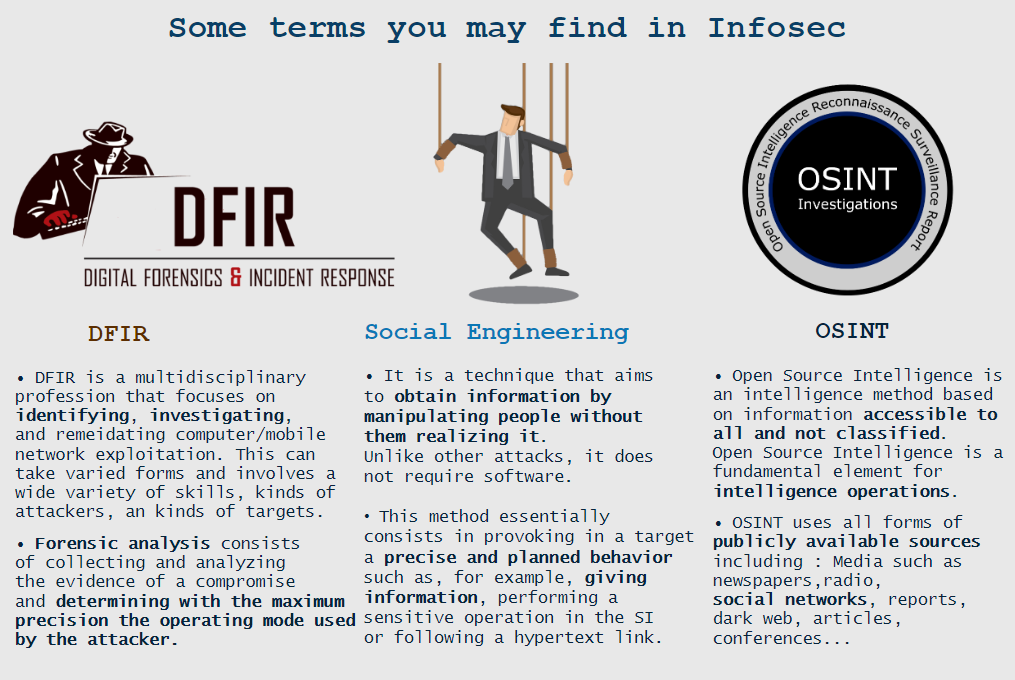 Some terms you may find in Infosec
DFIR
DIGITAL FORENSICS & INCIDENT RESPONSE
Open Source Intelligence Reconnaissance Surveillance Report
OSINT
Investigations
DFIR
• DFIR is a multidisciplinary
profession that focuses on
identifying, investigating,
and remeidating computer/mobile
network exploitation. This can
take varied forms and involves a
wide variety of skills, kinds of
attackers, an kinds of targets.
• Forensic analysis consists
of collecting and analyzing
the evidence of a compromise
and determining with the maximum
precision the operating mode used
by the attacker.
Social Engineering
• It is a technique that aims
to obtain information by
manipulating people without
them realizing it.
Unlike other attacks, it does
not require software.
• This method essentially
consists in provoking in a target
a precise and planned behavior
such as, for example, giving
information, performing a
sensitive operation in the SI
or following a hypertext link.
OSINT
• Open Source Intelligence is
an intelligence method based
on information accessible to
all and not classified.
Open Source Intelligence is a
fundamental element for
intelligence operations.
• OSINT uses all forms of
publicly available sources
including : Media such as
newspapers,radio,
social networks, reports,
dark web, articles,
conferences...